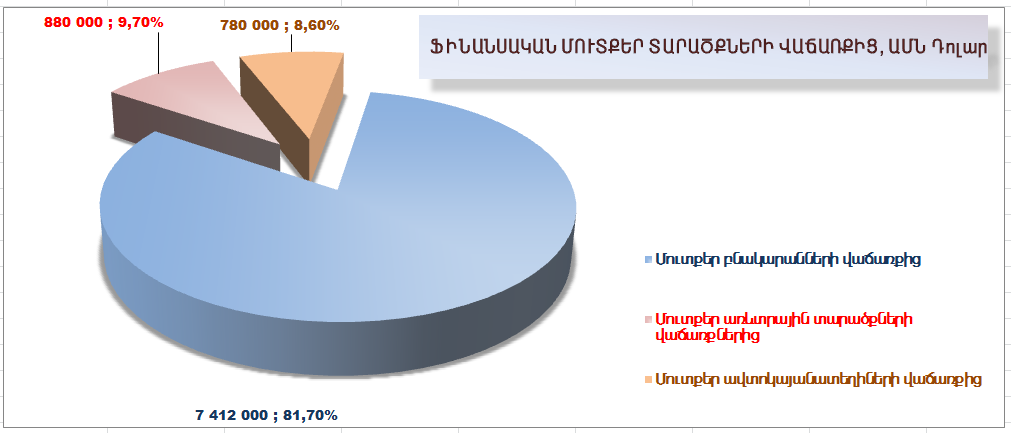 880 000 ; 9,70%
780 000 ; 8,60%
ՖԻՆԱՆՍԱԿԱՆ ՄՈՒՏՔԵՐ ՏԱՐԱԾՔՆԵՐԻ ՎԱՃԱՌՔԻՑ, ԱՄՆ Դոլար
Մուտքեր բնակարանների վաճառքից
Մուտքեր առևտրային տարածքների
վաճառքներից
Մուտքեր ավտոկայանատեղիների վաճառքից
7 412 000 ; 81,70%